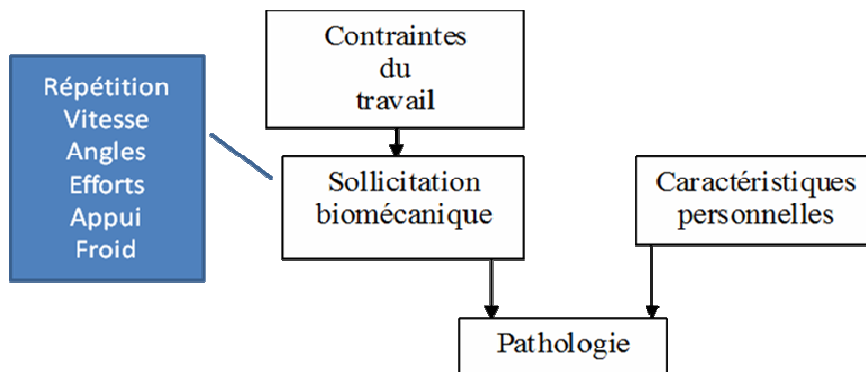 Contraintes
du
travail
Répétition
Vitesse
Angles
Efforts
Appui
Froid
Sollicitation
biomécanique
Caractéristiques
personnelles
Pathologie